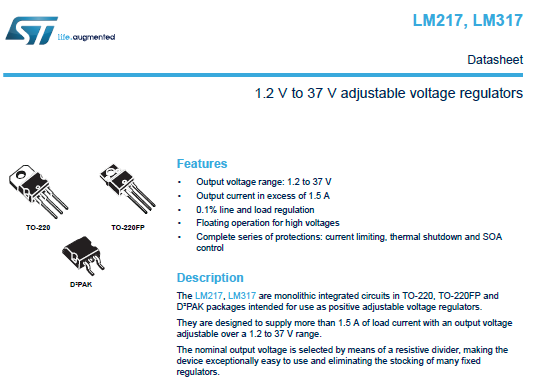 LM217, LM317
life.augmented
Datasheet
1.2 V to 37 V adjustable voltage regulators
Features
• Output voltage range: 1.2 to 37 V
• Output current in excess of 1.5 A
• 0.1% line and load regulation
• Floating operation for high voltages
• Complete series of protections: current limiting, thermal shutdown and SOA
control
TO-220
TO-220FP
D²PAK
Description
The LM217, LM317 are monolithic integrated circuits in TO-220, TO-220FP and
D²PAK packages intended for use as positive adjustable voltage regulators.
They are designed to supply more than 1.5 A of load current with an output voltage
adjustable over a 1.2 to 37 V range.
The nominal output voltage is selected by means of a resistive divider, making the
device exceptionally easy to use and eliminating the stocking of many fixed
regulators.